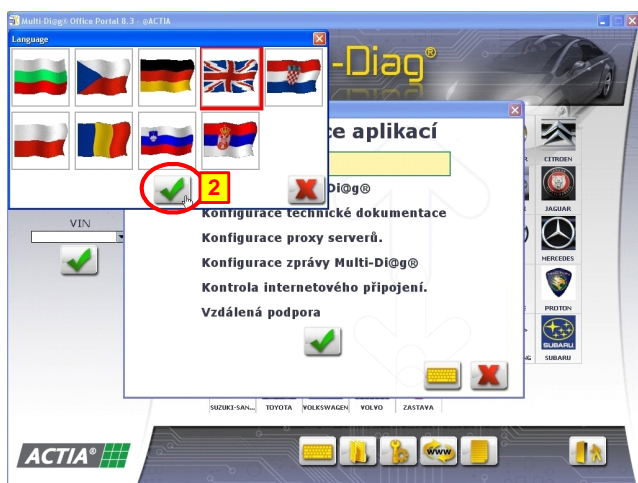 Multi-Di@g® Office Portal 8.3 - @ACTIA
Language
-Diag®
ce aplikací
2
Di@g®
Konfigurace technické dokumentace
Konfigurace proxy serverů.
Konfigurace zprávy Multi-Di@g®
Kontrola internetového připojení.
Vzdálená podpora
VIN
CITROEN
JAGUAR
MERCEDES
PROTON
SUBARU
SUBARU
SUZUKI-SAN...
TOYOTA
VOLKSWAGEN
VOLVO
ZASTAVA
ACTIA®
www